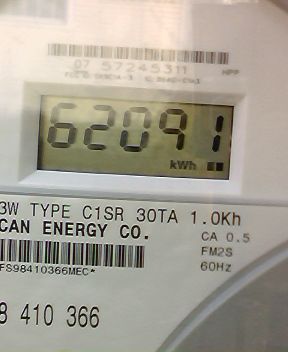 07 57245311
62091
kWh
3W TYPE C1SR 30TA 1.0Kh
CAN ENERGY CO.
CA 0.5
FM2S
60Hz
FS98410366MEC*
8 410 366